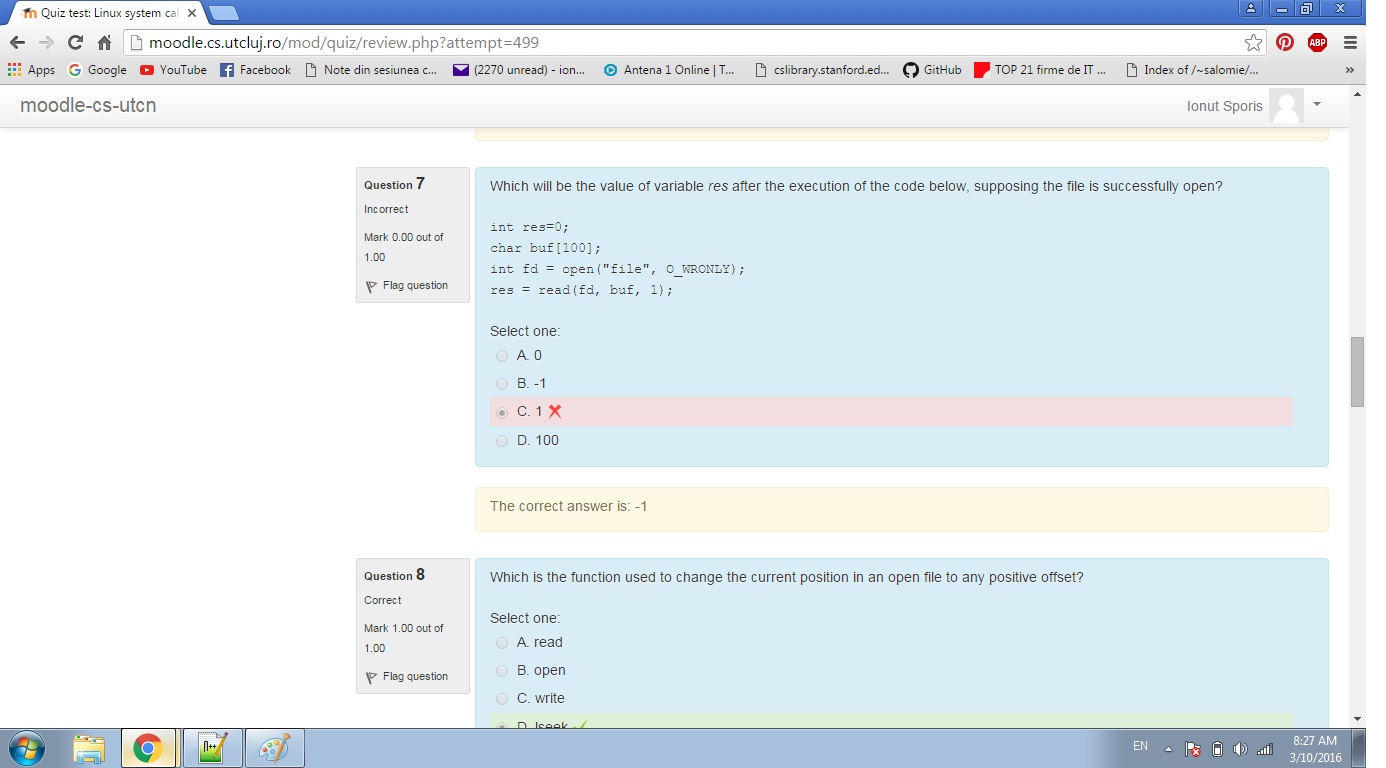 Quiz test: Linux system cal
moodle.cs.utcluj.ro/mod/quiz/review.php?attempt=499
ABP
Apps Google YouTube Facebook Note din sesiunea c... (2270 unread) - ion... Antena 1 Online | T... cslibrary.stanford.ed... GitHub TOP 21 firme de IT ... Index of /~salomie/... »
moodle-cs-utcn
Ionut Sporis
Question 7
Incorrect
Mark 0.00 out of
1.00
Flag question
Which will be the value of variable res after the execution of the code below, supposing the file is successfully open?
int res=0;
char buf[100];
int fd = open("file", O_WRONLY);
res = read(fd, buf, 1);
Select one:
A. 0
B. -1
C. 1
D. 100
The correct answer is: -1
Question 8
Correct
Mark 1.00 out of
1.00
Flag question
Which is the function used to change the current position in an open file to any positive offset?
Select one:
A. read
B. open
C. write
D. lseek
EN
8:27 AM
3/10/2016